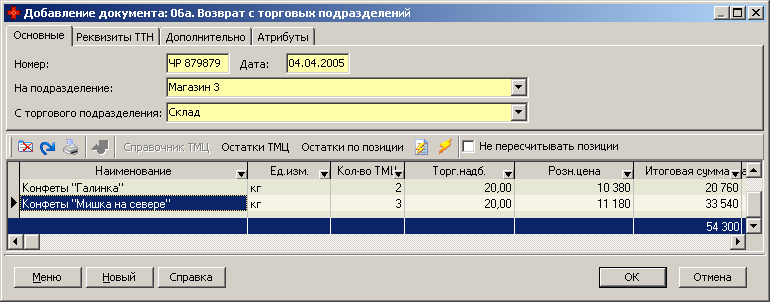 Добавление документа: 06а. Возврат с торговых подразделений
Основные Реквизиты ТТН Дополнительно Атрибуты
Номер: ЧР 879879 Дата: 04.04.2005
На подразделение: Магазин 3
С торгового подразделения: Склад
Справочник ТМЦ Остатки ТМЦ Остатки по позиции Не пересчитывать позиции
Наименование Ед.изм. Кол-во ТМЦ Торг.надб. Розн.цена Итоговая сумма
Конфеты "Галинка" кг 2 20,00 10 380 20 760
Конфеты "Мишка на севере" кг 3 20,00 11 180 33 540
54 300
Меню Новый Справка OK Отмена